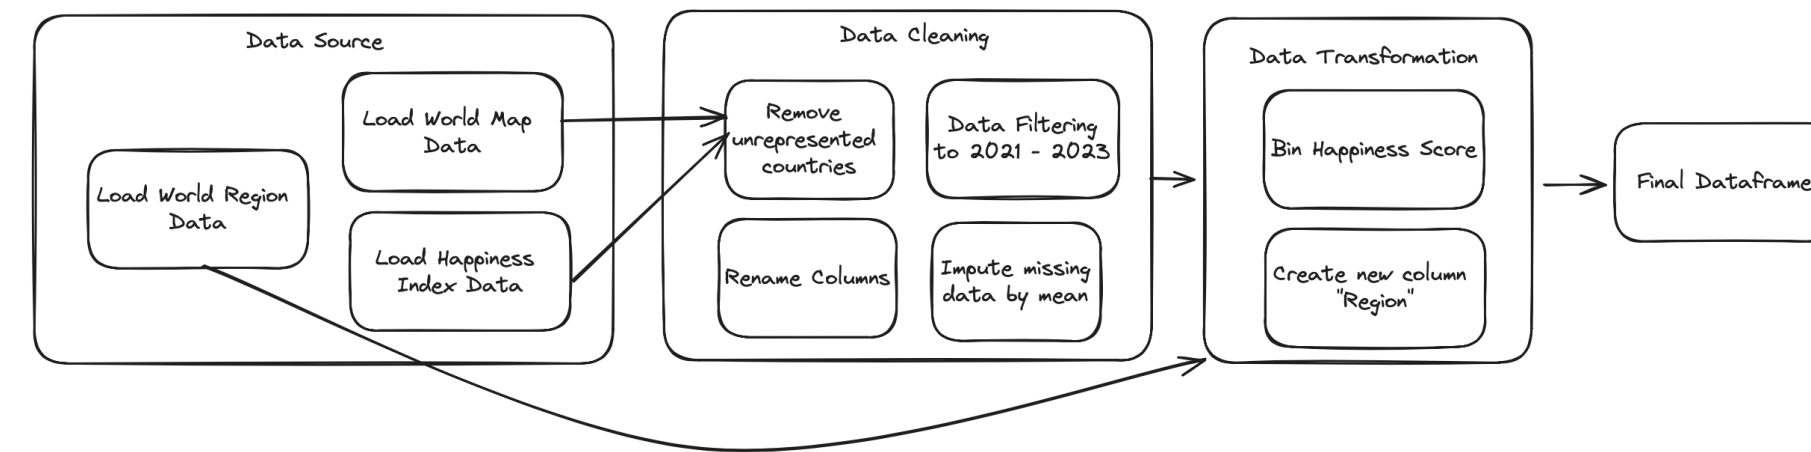 Data Source
Load World Map
Data
Load World Region
Data
Load Happiness
Index Data
Data Cleaning
Remove
unrepresented
countries
Data Filtering
to 2021 - 2023
Rename Columns
Impute missing
data by mean
Data Transformation
Bin Happiness Score
Create new column
"Region"
Final Dataframe